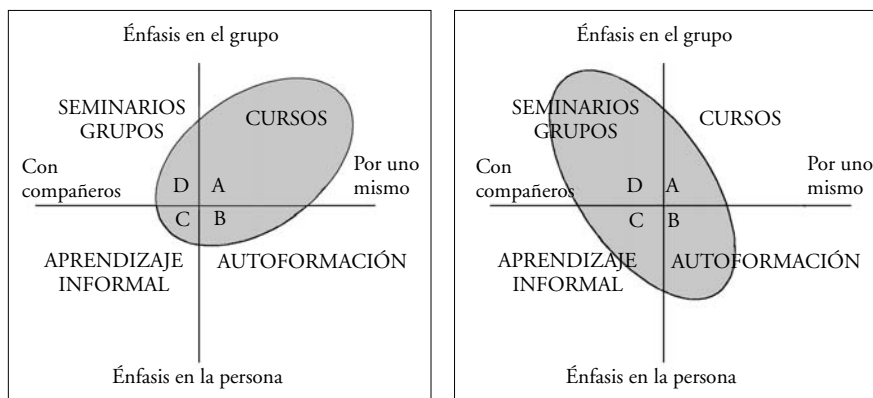 Énfasis en el grupo
SEMINARIOS
GRUPOS
CURSOS
Con
compañeros
Por uno
mismo
D
A
C
B
APRENDIZAJE
INFORMAL
AUTOFORMACIÓN
Énfasis en la persona
Énfasis en el grupo
SEMINARIOS
GRUPOS
CURSOS
Con
compañeros
Por uno
mismo
D
A
C
B
APRENDIZAJE
INFORMAL
AUTOFORMACIÓN
Énfasis en la persona